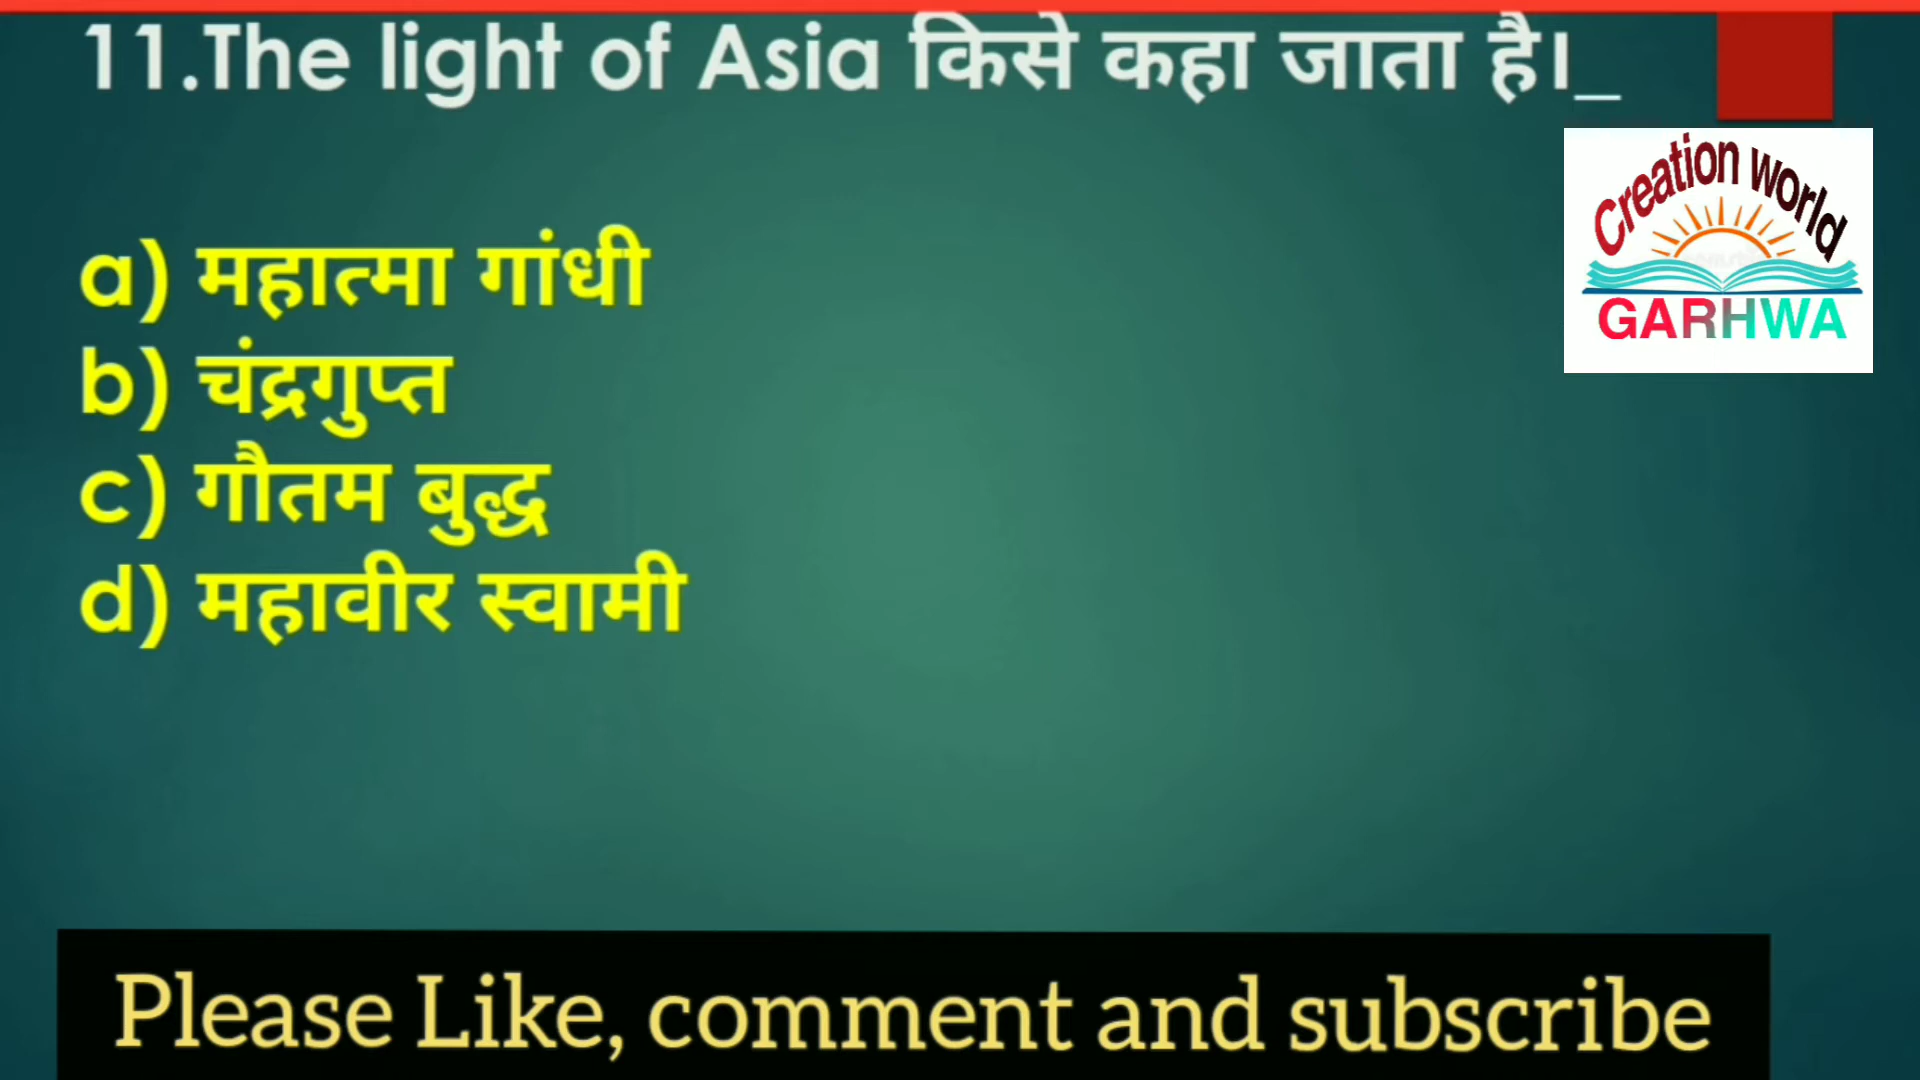 11.The light of Asia किसे कहा जाता है।_
Creation world
GARHWA
a) महात्मा गांधी
b) चंद्रगुप्त
c) गौतम बुद्ध
d) महावीर स्वामी
Please Like, comment and subscribe